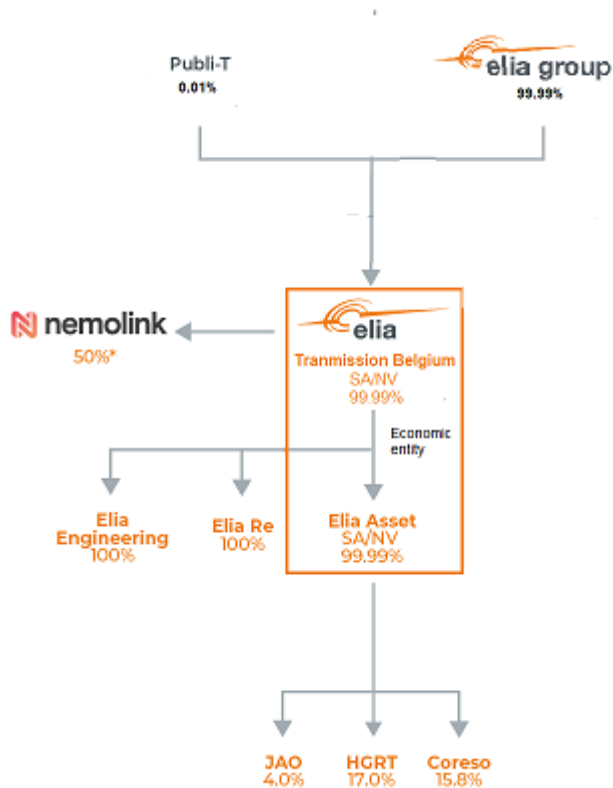 Publi-T
0.01%
elia group
99.99%
nemolink
50%*
elia
Tranmission Belgium
SA/NV
99.99%
Economic
entity
Elia
Engineering
100%
Elia Re
100%
Elia Asset
SA/NV
99.99%
JAO
4.0%
HGRT
17.0%
Coreso
15.8%